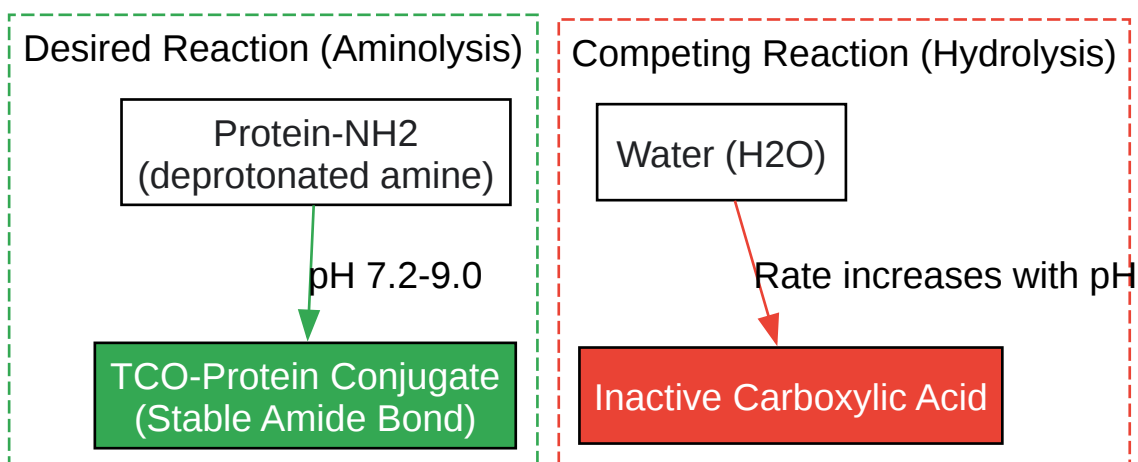 Desired Reaction (Aminolysis)
Protein-NH2
(deprotonated amine)
pH 7.2-9.0
TCO-Protein Conjugate
(Stable Amide Bond)
Competing Reaction (Hydrolysis)
Water (H2O)
Rate increases with pH
Inactive Carboxylic Acid